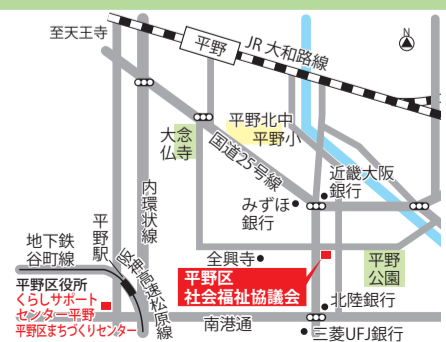 至天王寺
平野
JR 大和路線
N
大念
仏寺
平野北中
平野小
国道25号線
近畿大阪
銀行
みずほ
銀行
内環状線
平野駅
地下鉄
谷町線
阪神高速松原線
全興寺
平野
公園
平野区
社会福祉協議会
平野区役所
くらしサポート
センター平野
平野区まちづくりセンター
北陸銀行
南港通
三菱UFJ銀行